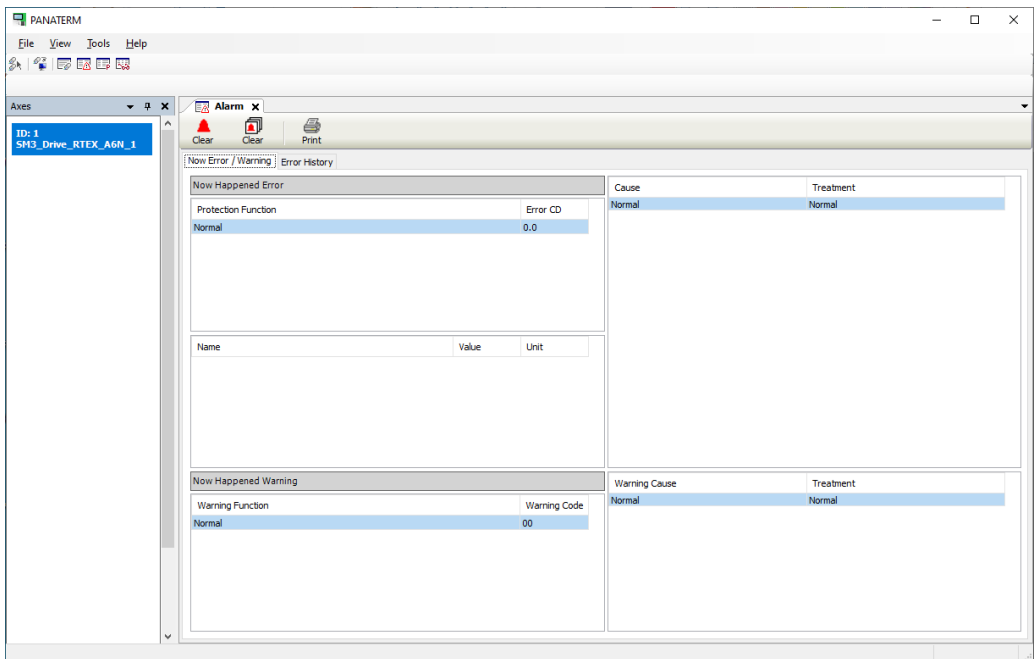 PANATERM
File View Tools Help
Axes
Alarm
ID: 1
SM3_Drive_RTEX_A6N_1
Clear Clear Print
Now Error / Warning Error History
Now Happened Error
Cause Treatment
Normal Normal
Protection Function Error CD
Normal 0.0
Name Value Unit
Now Happened Warning
Warning Cause Treatment
Normal Normal
Warning Function Warning Code
Normal 00